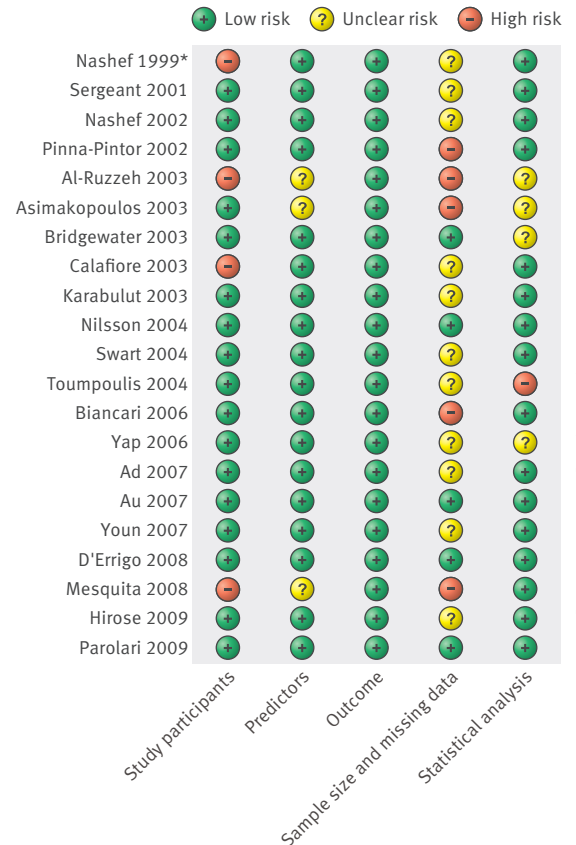 Low risk Unclear risk High risk
Nashef 1999* - + + ? +
Sergeant 2001 + + + ? +
Nashef 2002 + + + ? +
Pinna-Pintor 2002 + + + - +
Al-Ruzzeh 2003 - ? + - ?
Asimakopoulos 2003 + ? + - ?
Bridgewater 2003 + + + + ?
Calafiore 2003 - + + ? +
Karabulut 2003 + + + ? +
Nilsson 2004 + + + + +
Swart 2004 + + + ? +
Toumpoulis 2004 + + + ? -
Biancari 2006 + + + - +
Yap 2006 + + + ? ?
Ad 2007 + + + ? +
Au 2007 + + + + +
Youn 2007 + + + ? +
D'Errigo 2008 + + + + +
Mesquita 2008 - ? + - +
Hirose 2009 + + + ? +
Parolari 2009 + + + + +
Study participants
Predictors
Outcome
Sample size and missing data
Statistical analysis